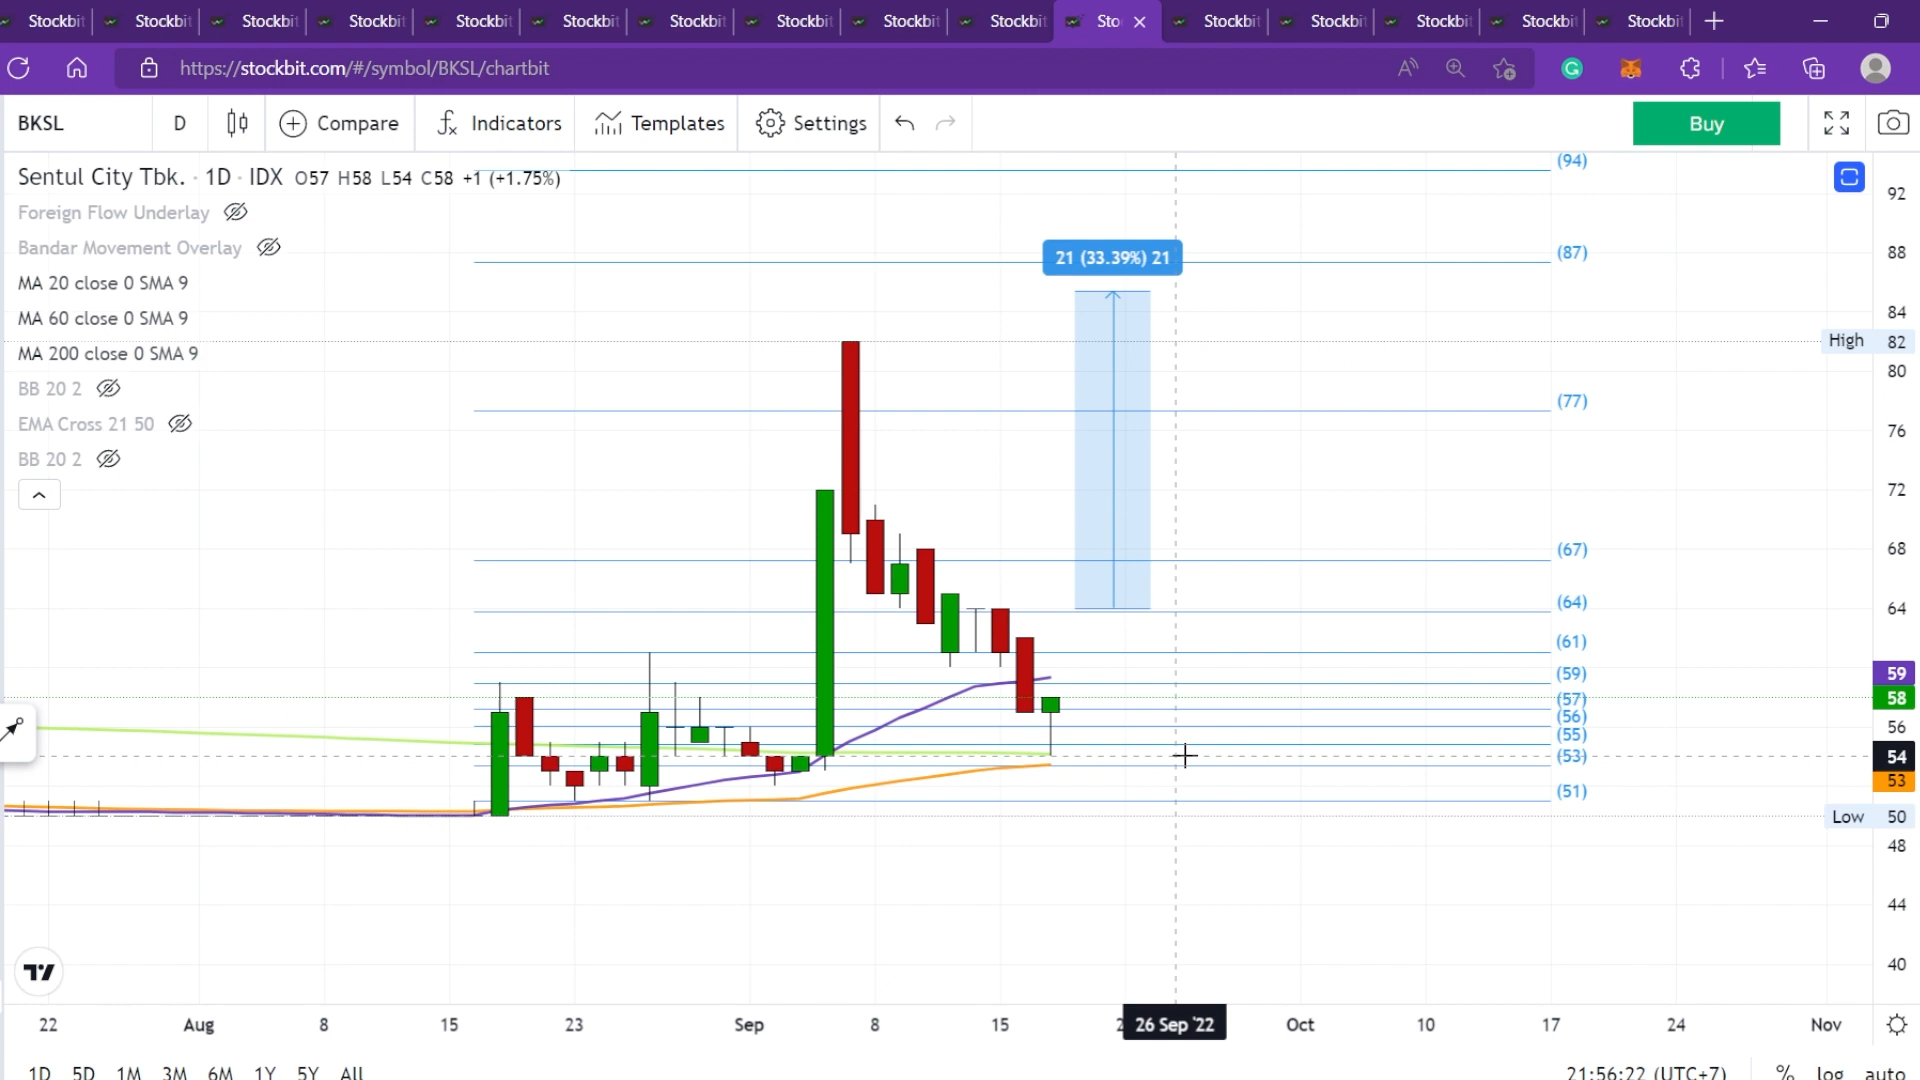 Stockbit Stockbit Stockbit Stockbit Stockbit Stockbit Stockbit Stockbit Stockbit Stockbit Sto Stockbit Stockbit Stockbit Stockbit Stockbit
https://stockbit.com/#/symbol/BKSL/chartbit
BKSL D Compare Indicators Templates Settings Buy
Sentul City Tbk. · 1D · IDX O57 H58 L54 C58 +1 (+1.75%)
Foreign Flow Underlay
Bandar Movement Overlay
MA 20 close 0 SMA 9
MA 60 close 0 SMA 9
MA 200 close 0 SMA 9
BB 20 2
EMA Cross 21 50
BB 20 2
21 (33.39%) 21
(94)
(87)
(77)
(67)
(64)
(61)
(59)
(57)
(56)
(55)
(53)
(51)
92
88
84
High 82
80
76
72
68
64
59
58
56
54
53
Low 50
48
44
40
22 Aug 8 15 23 Sep 8 15 26 Sep '22 Oct 10 17 24 Nov
1D 5D 1M 3M 6M 1Y 5Y All 21:56:22 (UTC+7) % log auto